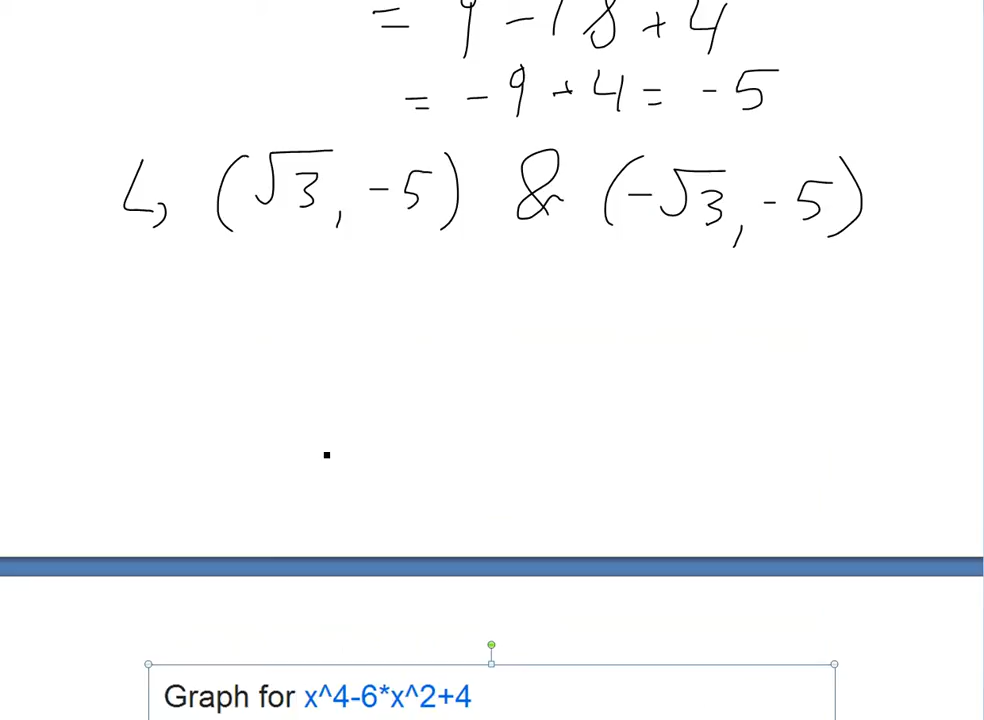 = 9 - 18 + 4
= - 9 + 4 = - 5
↳ (√3, -5) & (-√3, -5)
Graph for x^4-6*x^2+4